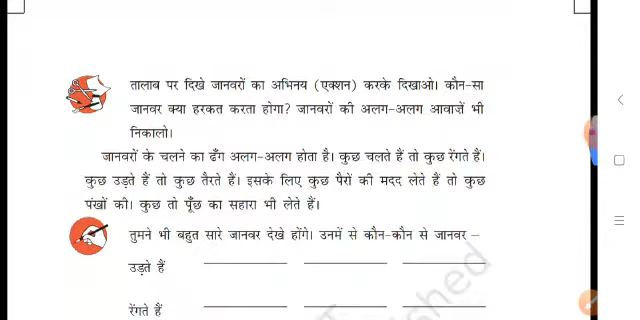 तालाब पर दिखे जानवरों का अभिनय (एक्शन) करके दिखाओ। कौन-सा
जानवर क्या हरकत करता होगा? जानवरों की अलग-अलग आवाज़ें भी
निकालो।
जानवरों के चलने का ढँग अलग-अलग होता है। कुछ चलते हैं तो कुछ रेंगते हैं।
कुछ उड़ते हैं तो कुछ तैरते हैं। इसके लिए कुछ पैरों की मदद लेते हैं तो कुछ
पंखों की। कुछ तो पूँछ का सहारा भी लेते हैं।
तुमने भी बहुत सारे जानवर देखे होंगे। उनमें से कौन-कौन से जानवर –
उड़ते हैं
रेंगते हैं